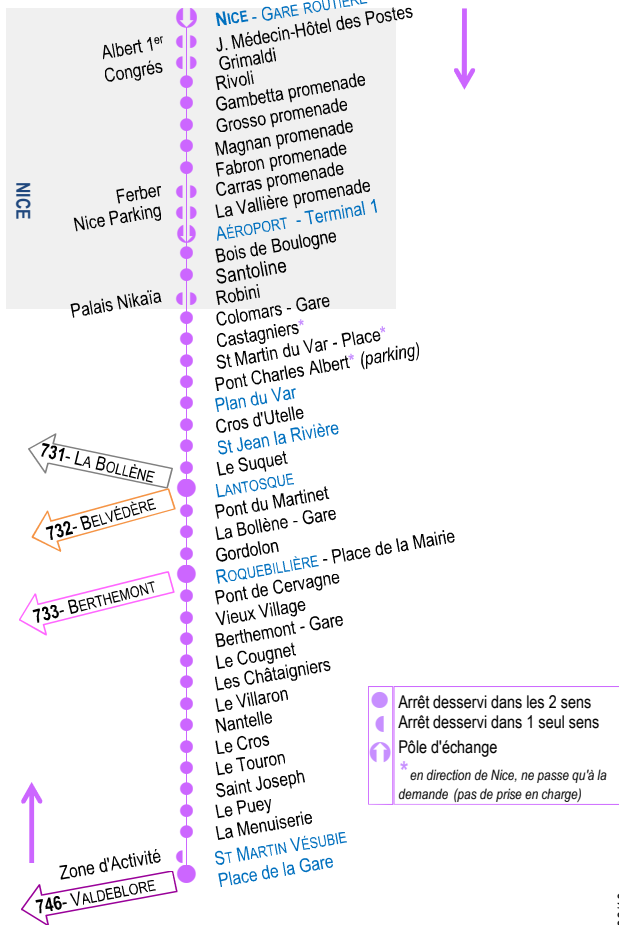 NICE - GARE ROUTIÈRE
J. Médecin-Hôtel des Postes
Albert 1er
Grimaldi
Congrés
Rivoli
Gambetta promenade
Grosso promenade
Magnan promenade
Fabron promenade
Ferber
Carras promenade
Nice Parking
La Vallière promenade
NICE
AÉROPORT - Terminal 1
Bois de Boulogne
Santoline
Palais Nikaïa
Robini
Colomars - Gare
Castagniers*
St Martin du Var - Place*
Pont Charles Albert* (parking)
Plan du Var
Cros d'Utelle
St Jean la Rivière
Le Suquet
731- LA BOLLÈNE
LANTOSQUE
732- BELVÉDÈRE
Pont du Martinet
La Bollène - Gare
Gordolon
ROQUEBILLIÈRE - Place de la Mairie
733- BERTHEMONT
Pont de Cervagne
Vieux Village
Berthemont - Gare
Le Cougnet
Les Châtaigniers
Le Villaron
Nantelle
Le Cros
Le Touron
Saint Joseph
Le Puey
La Menuiserie
Zone d'Activité
ST MARTIN VÉSUBIE
Place de la Gare
746- VALDEBLORE
Arrêt desservi dans les 2 sens
Arrêt desservi dans 1 seul sens
Pôle d'échange
* en direction de Nice, ne passe qu'à la
demande (pas de prise en charge)